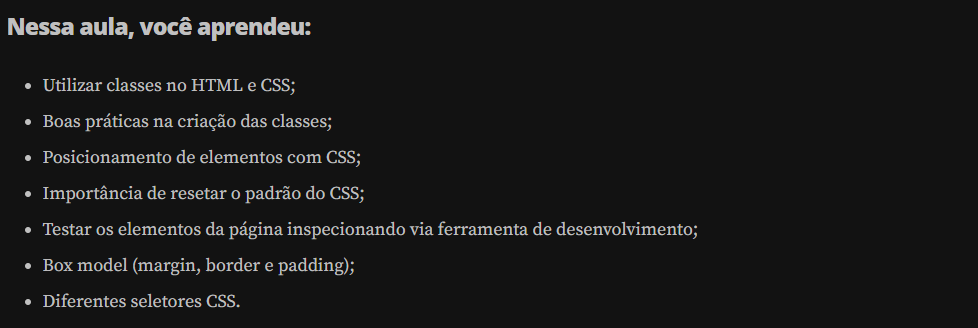 Nessa aula, você aprendeu:
• Utilizar classes no HTML e CSS;
• Boas práticas na criação das classes;
• Posicionamento de elementos com CSS;
• Importância de resetar o padrão do CSS;
• Testar os elementos da página inspecionando via ferramenta de desenvolvimento;
• Box model (margin, border e padding);
• Diferentes seletores CSS.